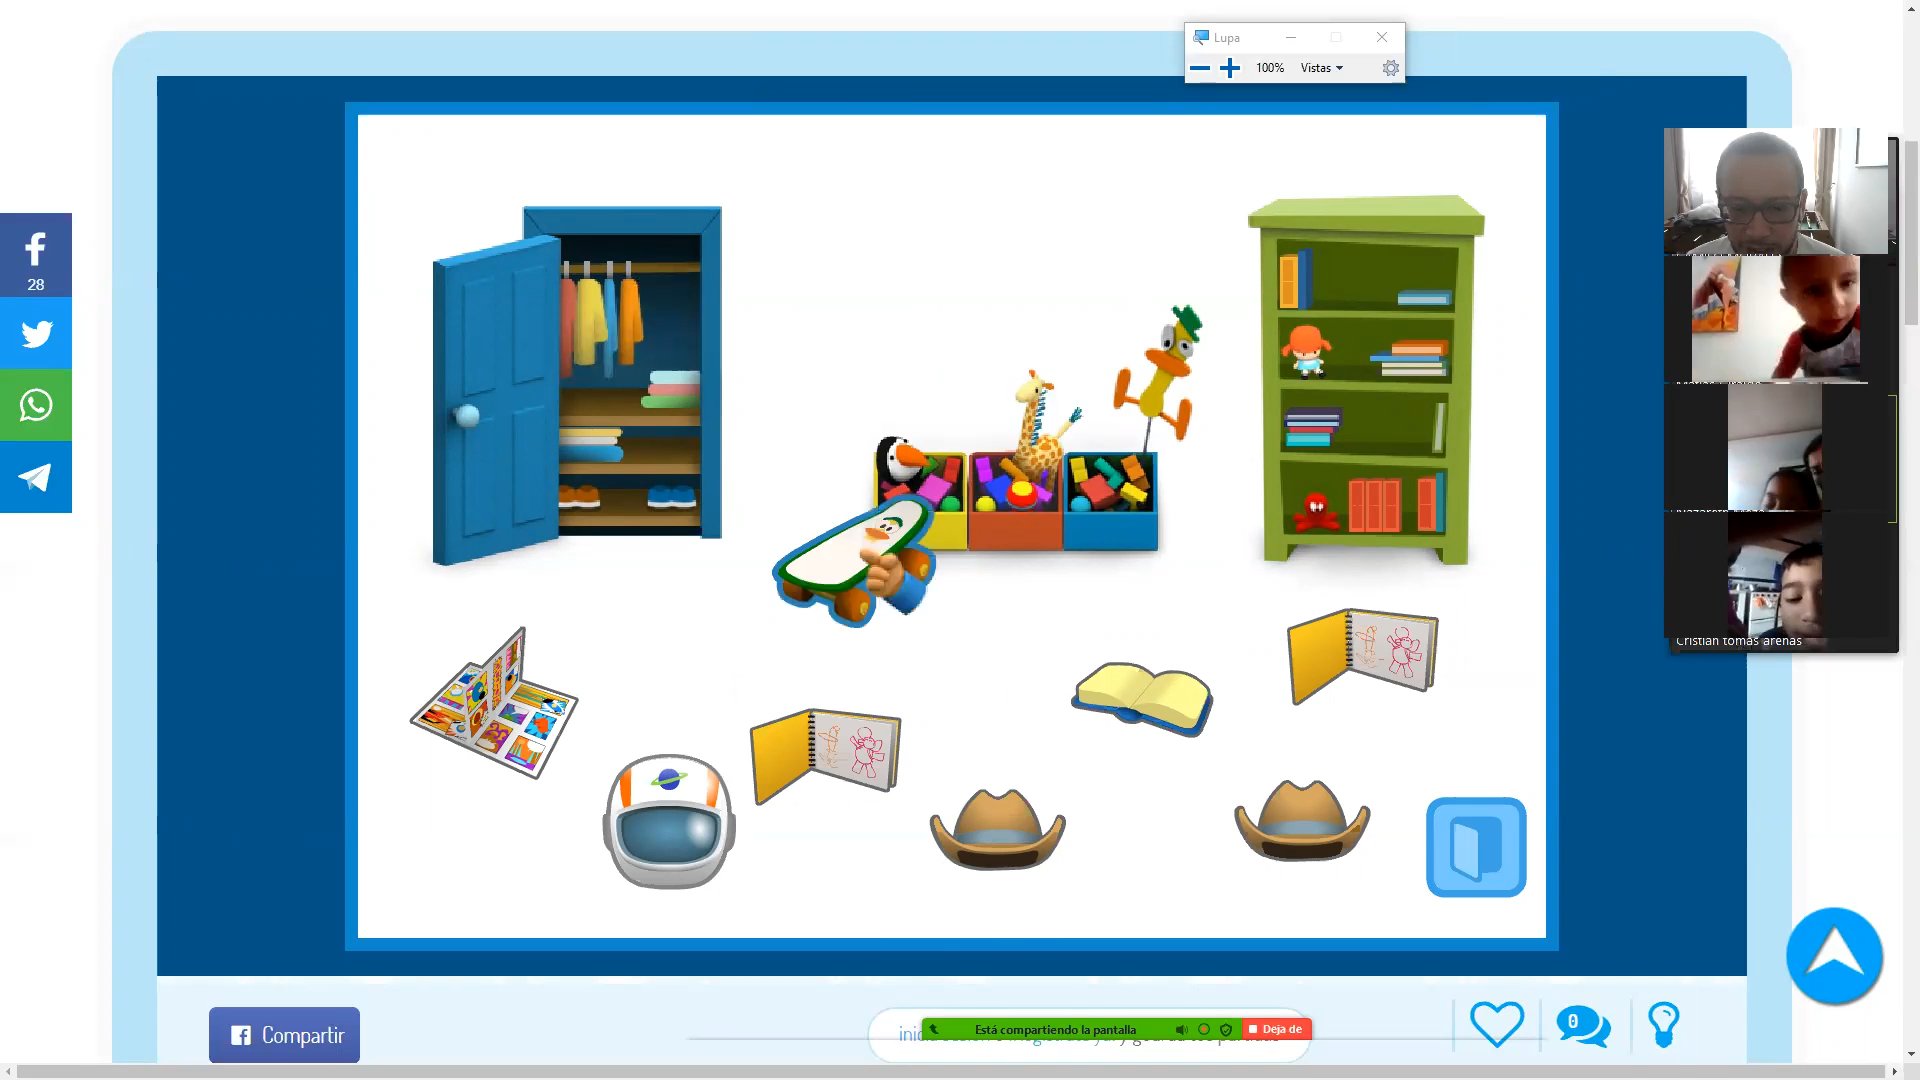 Lupa
100%
Vistas
28
Cristian tomas arenas
Compartir
Está compartiendo la pantalla
Deja de
0